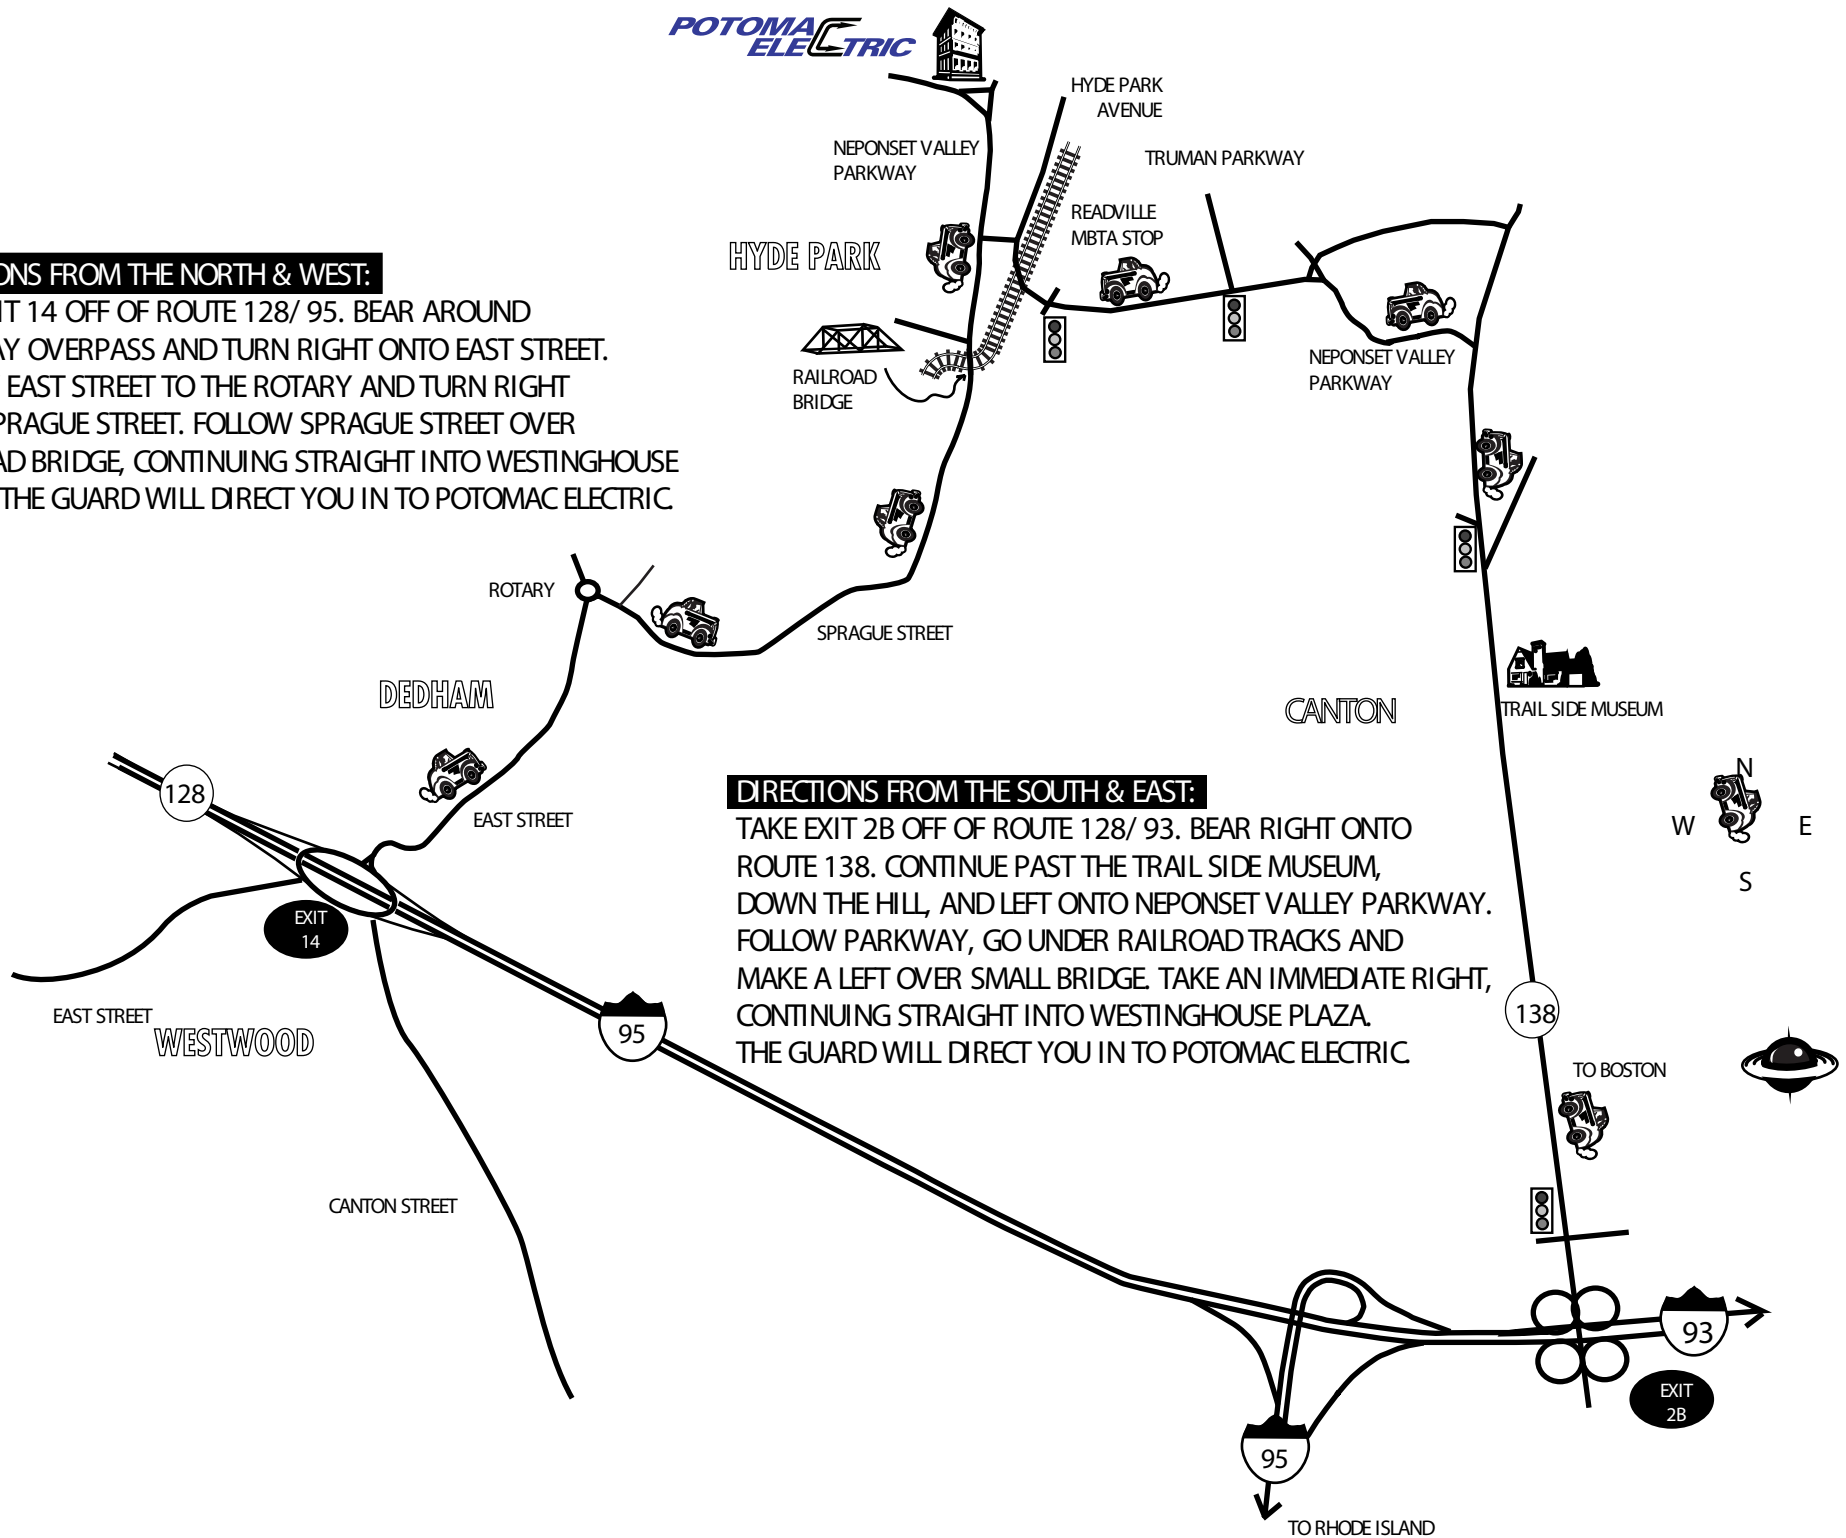 POTOMAC
ELECTRIC
HYDE PARK
AVENUE
NEPONSET VALLEY
PARKWAY
TRUMAN PARKWAY
READVILLE
MBTA STOP
HYDE PARK
ONS FROM THE NORTH & WEST:
IT 14 OFF OF ROUTE 128/ 95. BEAR AROUND
AY OVERPASS AND TURN RIGHT ONTO EAST STREET.
EAST STREET TO THE ROTARY AND TURN RIGHT
PRAGUE STREET. FOLLOW SPRAGUE STREET OVER
AD BRIDGE, CONTINUING STRAIGHT INTO WESTINGHOUSE
THE GUARD WILL DIRECT YOU IN TO POTOMAC ELECTRIC.
RAILROAD
BRIDGE
NEPONSET VALLEY
PARKWAY
ROTARY
SPRAGUE STREET
DEDHAM
CANTON
TRAIL SIDE MUSEUM
128
EAST STREET
N
W
E
S
DIRECTIONS FROM THE SOUTH & EAST:
TAKE EXIT 2B OFF OF ROUTE 128/ 93. BEAR RIGHT ONTO
ROUTE 138. CONTINUE PAST THE TRAIL SIDE MUSEUM,
DOWN THE HILL, AND LEFT ONTO NEPONSET VALLEY PARKWAY.
FOLLOW PARKWAY, GO UNDER RAILROAD TRACKS AND
MAKE A LEFT OVER SMALL BRIDGE. TAKE AN IMMEDIATE RIGHT,
CONTINUING STRAIGHT INTO WESTINGHOUSE PLAZA.
THE GUARD WILL DIRECT YOU IN TO POTOMAC ELECTRIC.
EXIT
14
EAST STREET
WESTWOOD
95
138
TO BOSTON
CANTON STREET
93
EXIT
2B
95
TO RHODE ISLAND